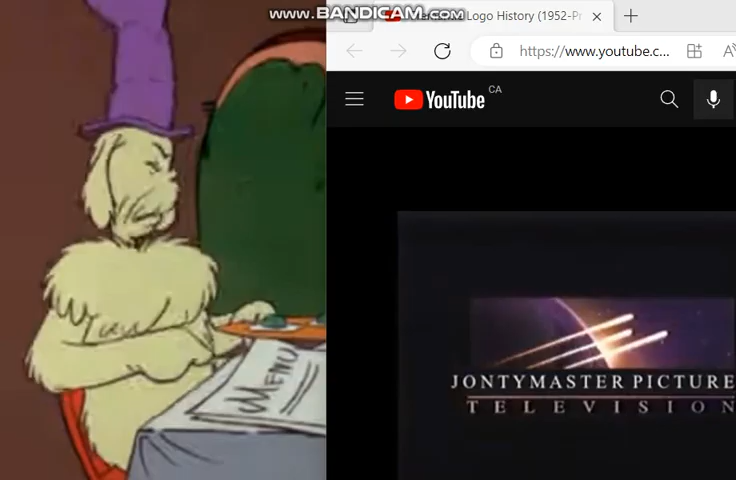 www.BANDICAM.com
Logo History (1952-Pr
https://www.youtube.c...
YouTube CA
MENU
JONTYMASTER PICTURE
TELEVISION